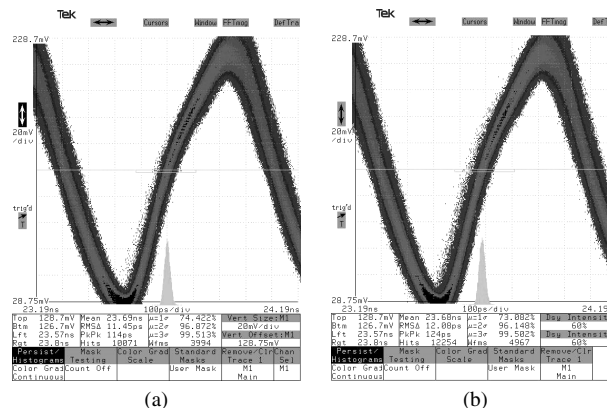 Tek
Cursors Window FFTmag DefTra
228.7mV
20mV
/div
trig'd
T
28.75mV
23.19ns 100ps/div 24.19ns
Top 128.7mV Mean 23.69ns μ=1σ 74.422% Vert Size:M1
Btm 126.7mV RMSΔ 11.45ps μ=2σ 96.872% 20mV/div
Lft 23.57ns PkPk 114ps μ=3σ 99.513% Vert Offset:M1
Rgt 23.8ns Hits 10071 Wfms 3994 128.75mV
Persist/ Mask Color Grad Standard Remove/Clr Chan
Histograms Testing Scale Masks Trace 1 Sel
Color Grad Count Off User Mask M1 M1
Continuous Main
(a)
Tek
Cursors Window FFTmag DefT
228.7mV
20mV
/div
trig'd
T
28.75mV
23.19ns 100ps/div 24.19n
Top 128.7mV Mean 23.68ns μ=1σ 73.002% Dsy Intensit
Btm 126.7mV RMSΔ 12.08ps μ=2σ 96.148% 60%
Lft 23.57ns PkPk 124ps μ=3σ 99.502% Dsy Intensit
Rgt 23.8ns Hits 12254 Wfms 4967 60%
Persist/ Mask Color Grad Standard Remove/Clr
Histograms Testing Scale Masks Trace 1
Color Grad Count Off User Mask M1
Continuous Main
(b)